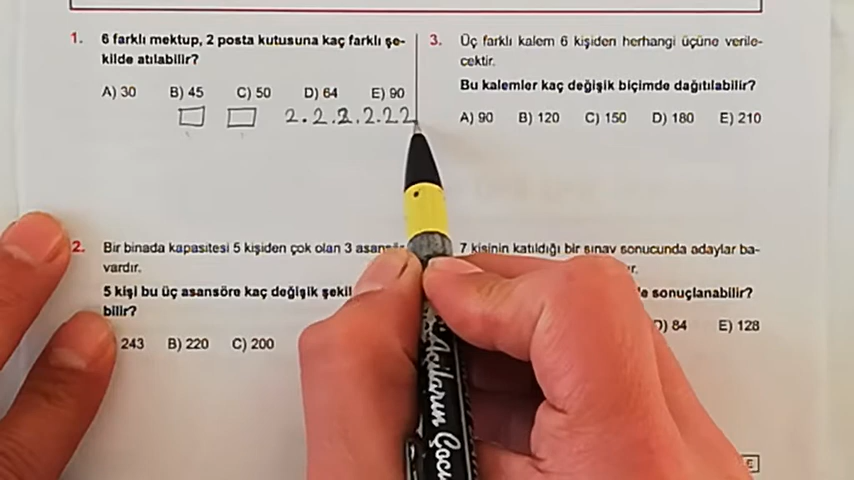 1. 6 farklı mektup, 2 posta kutusuna kaç farklı şe-
kilde atılabilir?
A) 30 B) 45 C) 50 D) 64 E) 90
2.2.2.2.2.2
2. Bir binada kapasitesi 5 kişiden çok olan 3 asansör
vardır.
5 kişi bu üç asansöre kaç değişik şekil
bilir?
243 B) 220 C) 200
3. Üç farklı kalem 6 kişiden herhangi üçüne verile-
cektir.
Bu kalemler kaç değişik biçimde dağıtılabilir?
A) 90 B) 120 C) 150 D) 180 E) 210
7 kişinin katıldığı bir sınav sonucunda adaylar ba-
sonuçlanabilir?
D) 84 E) 128
Açıların Çocu